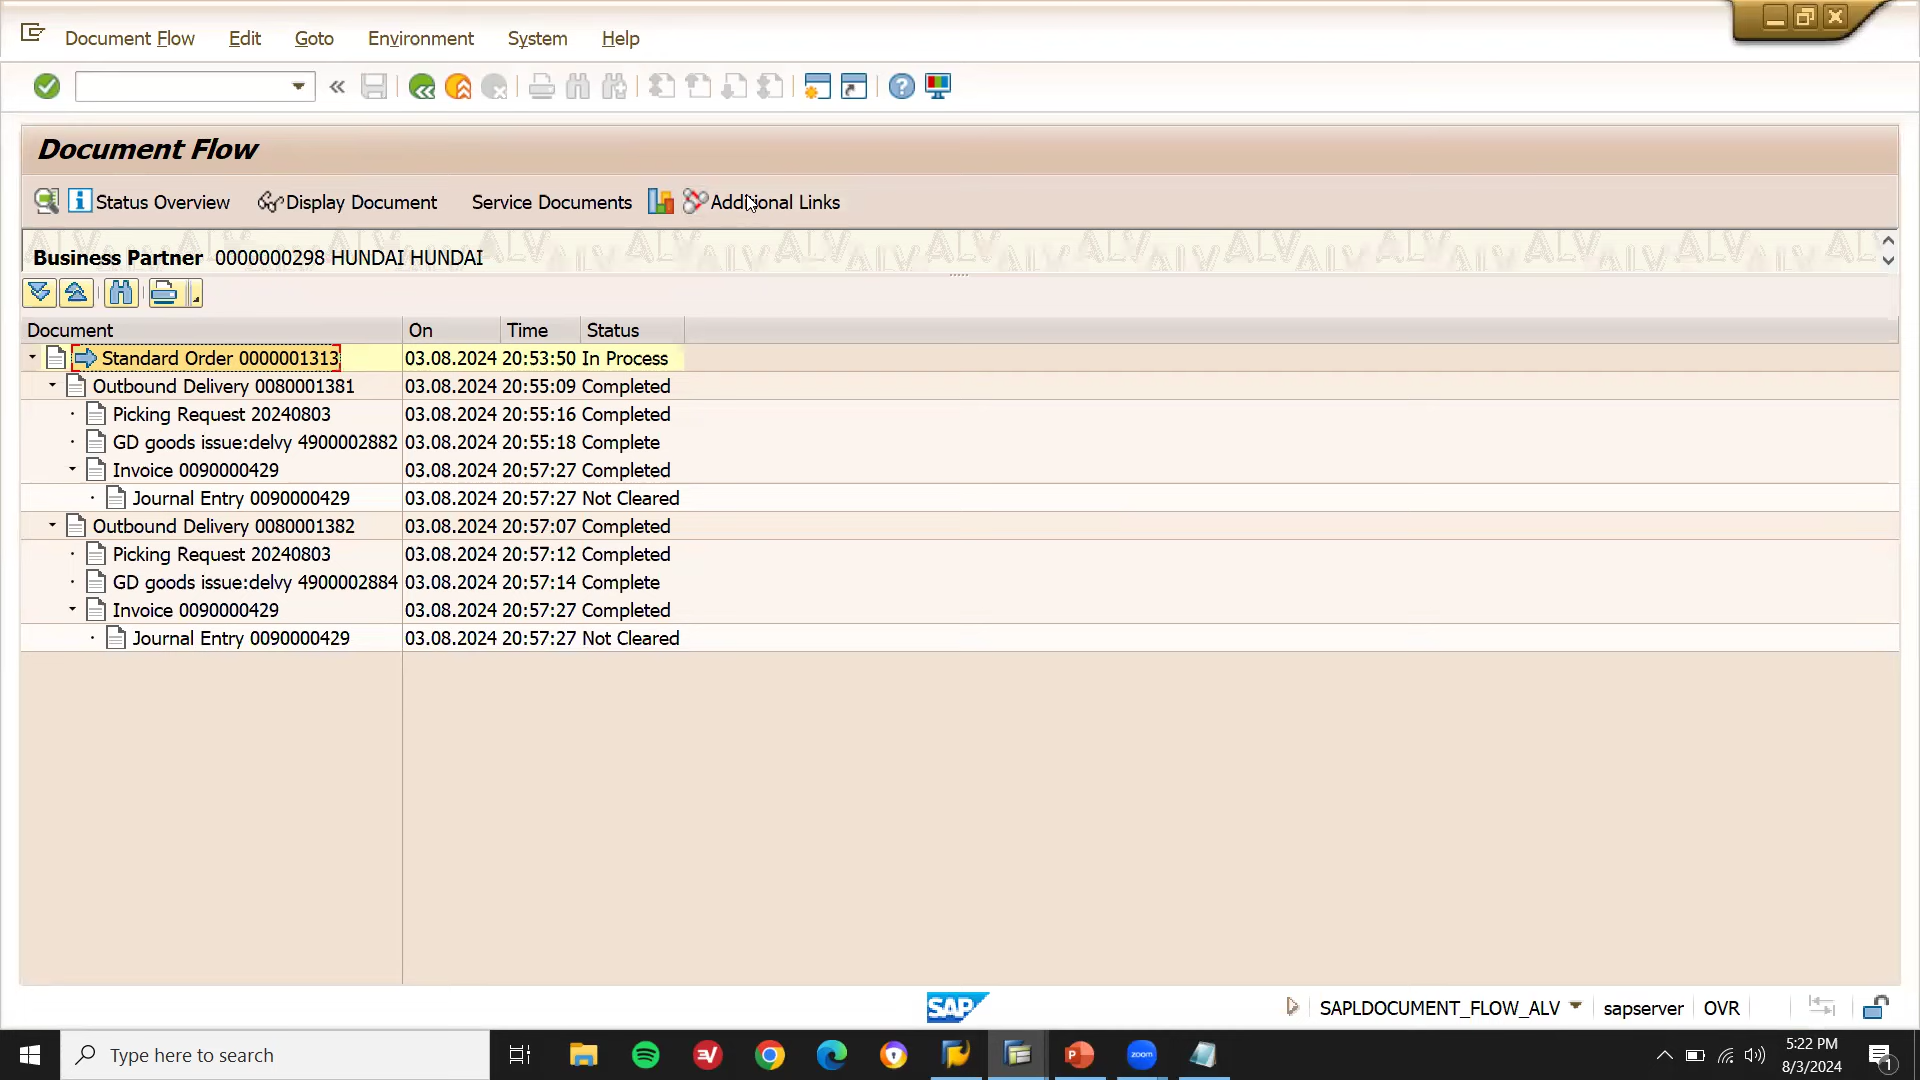 Document Flow Edit Goto Environment System Help
Document Flow
Status Overview Display Document Service Documents Additional Links
Business Partner 0000000298 HUNDAI HUNDAI
Document On Time Status
Standard Order 0000001313 03.08.2024 20:53:50 In Process
Outbound Delivery 0080001381 03.08.2024 20:55:09 Completed
Picking Request 20240803 03.08.2024 20:55:16 Completed
GD goods issue:delvy 4900002882 03.08.2024 20:55:18 Complete
Invoice 0090000429 03.08.2024 20:57:27 Completed
Journal Entry 0090000429 03.08.2024 20:57:27 Not Cleared
Outbound Delivery 0080001382 03.08.2024 20:57:07 Completed
Picking Request 20240803 03.08.2024 20:57:12 Completed
GD goods issue:delvy 4900002884 03.08.2024 20:57:14 Complete
Invoice 0090000429 03.08.2024 20:57:27 Completed
Journal Entry 0090000429 03.08.2024 20:57:27 Not Cleared
SAP SAPLDOCUMENT_FLOW_ALV sapserver OVR
Type here to search
zoom
5:22 PM
8/3/2024
1